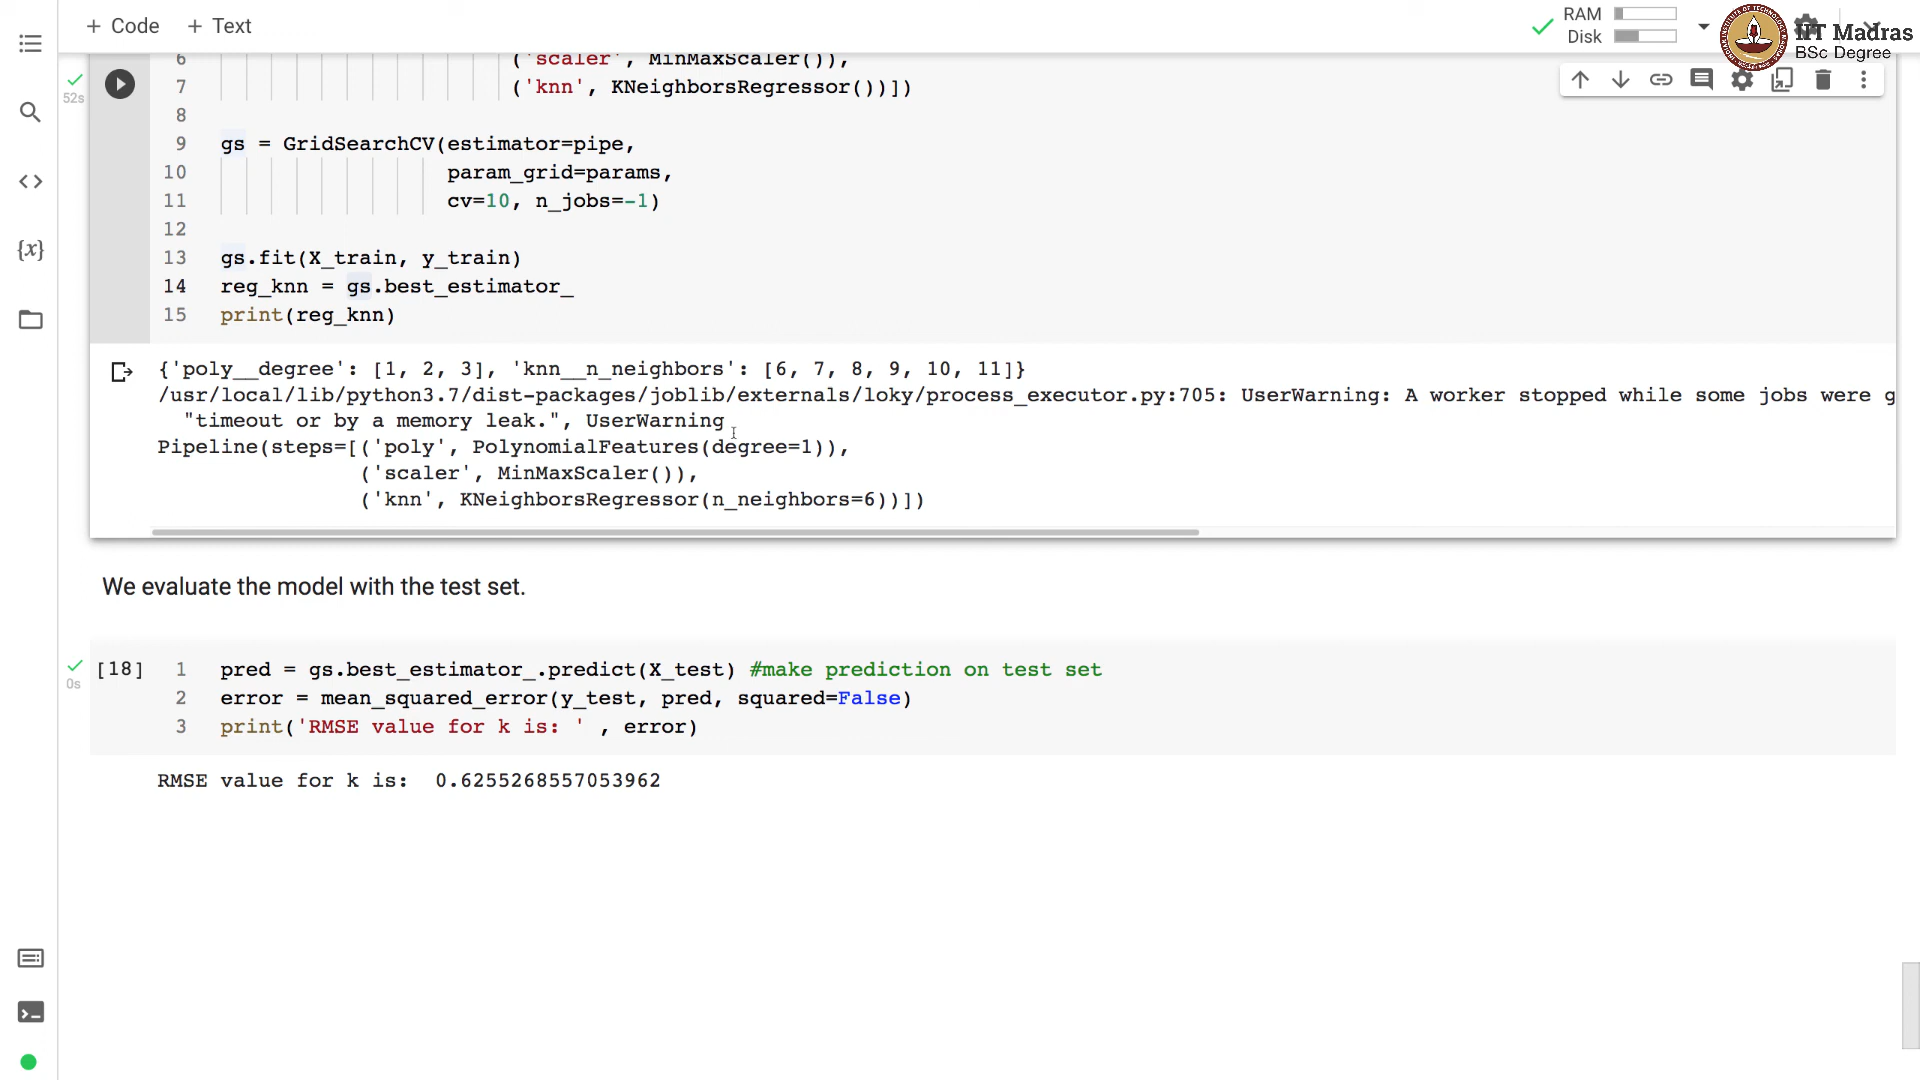 + Code + Text
RAM
Disk
IIT Madras
BSc Degree
52s
6 ('scaler', MinMaxScaler()),
7 ('knn', KNeighborsRegressor())])
8
9 gs = GridSearchCV(estimator=pipe,
10 param_grid=params,
11 cv=10, n_jobs=-1)
12
13 gs.fit(X_train, y_train)
14 reg_knn = gs.best_estimator_
15 print(reg_knn)
{x}
{'poly__degree': [1, 2, 3], 'knn__n_neighbors': [6, 7, 8, 9, 10, 11]}
/usr/local/lib/python3.7/dist-packages/joblib/externals/loky/process_executor.py:705: UserWarning: A worker stopped while some jobs were g
"timeout or by a memory leak.", UserWarning
Pipeline(steps=[('poly', PolynomialFeatures(degree=1)),
('scaler', MinMaxScaler()),
('knn', KNeighborsRegressor(n_neighbors=6))])
We evaluate the model with the test set.
0s
[18] 1 pred = gs.best_estimator_.predict(X_test) #make prediction on test set
2 error = mean_squared_error(y_test, pred, squared=False)
3 print('RMSE value for k is: ' , error)
RMSE value for k is:  0.6255268557053962